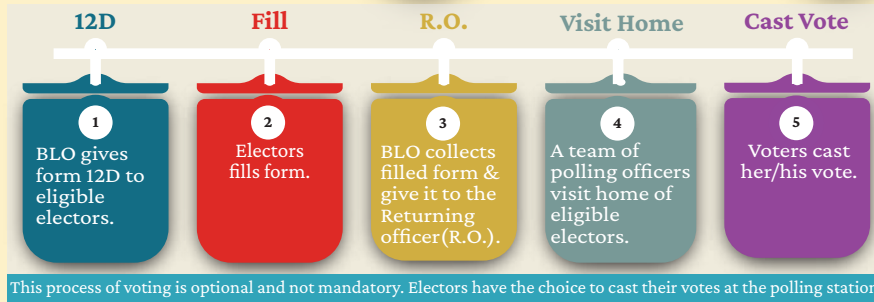 12D
Fill
R.O.
Visit Home
Cast Vote
1
BLO gives
form 12D to
eligible
electors.
2
Electors
fills form.
3
BLO collects
filled form &
give it to the
Returning
officer(R.O.).
4
A team of
polling officers
visit home of
eligible
electors.
5
Voters cast
her/his vote.
This process of voting is optional and not mandatory. Electors have the choice to cast their votes at the polling station